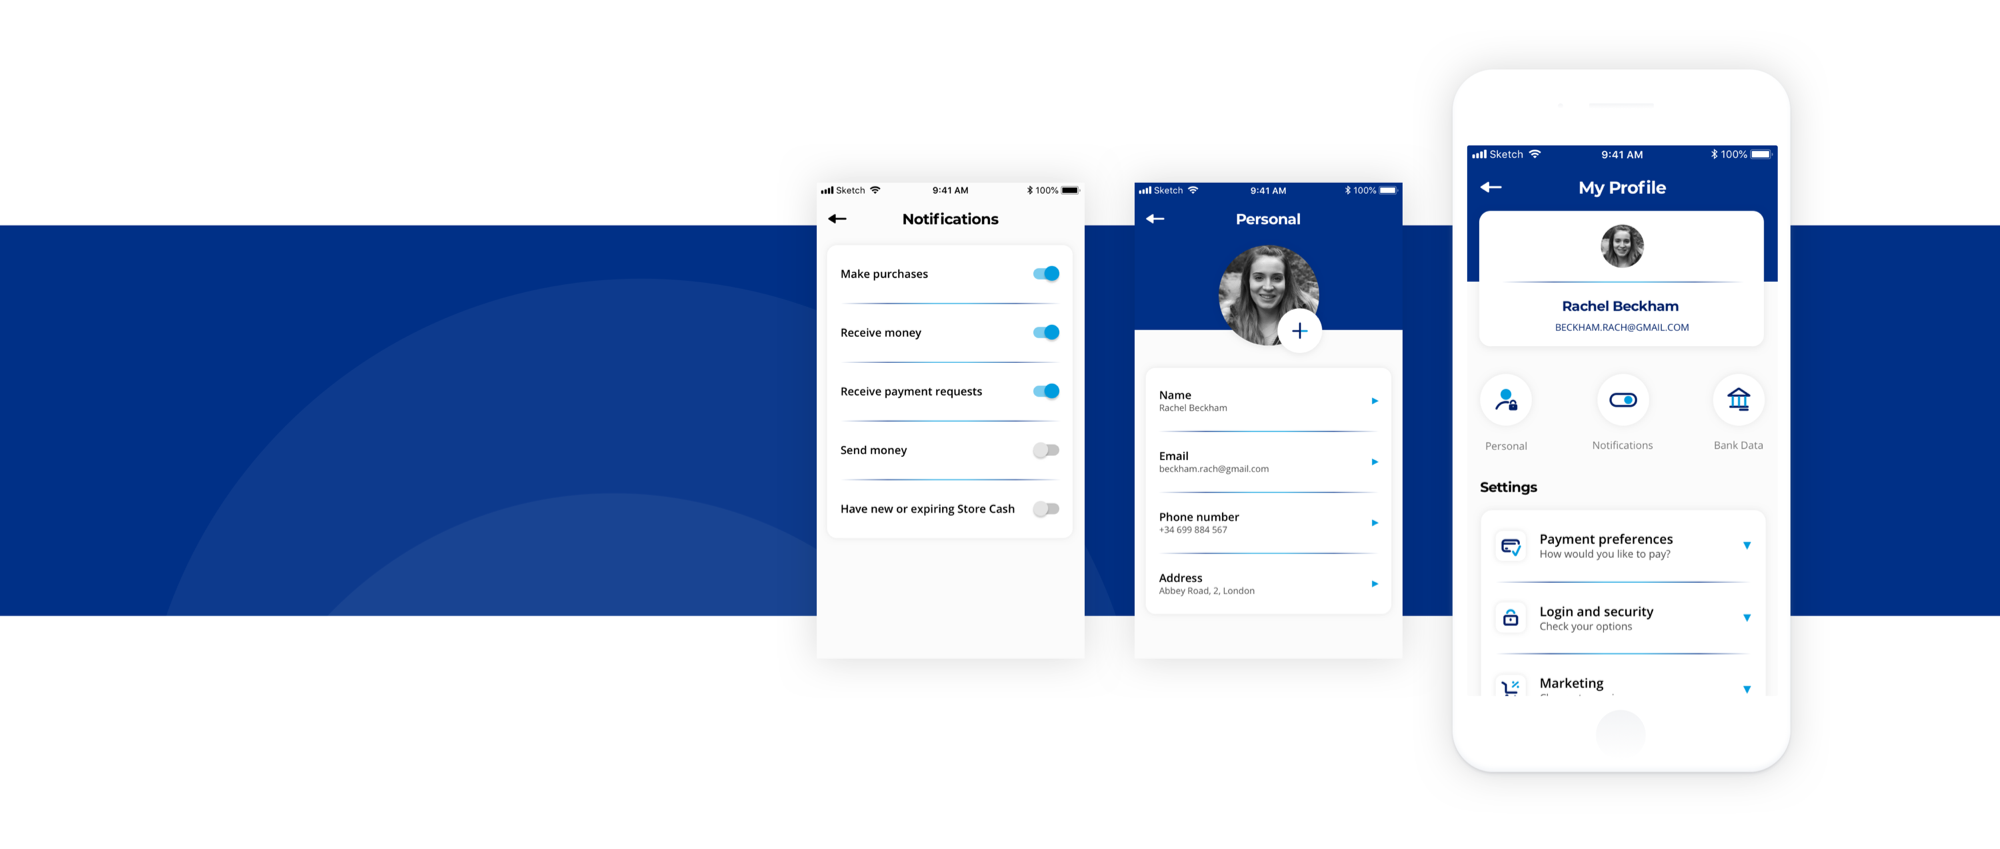 Sketch 9:41 AM 100%
Notifications
Make purchases
Receive money
Receive payment requests
Send money
Have new or expiring Store Cash
Sketch 9:41 AM 100%
Personal
Name
Rachel Beckham
Email
beckham.rach@gmail.com
Phone number
+34 699 884 567
Address
Abbey Road, 2, London
Sketch 9:41 AM 100%
My Profile
Rachel Beckham
BECKHAM.RACH@GMAIL.COM
Personal Notifications Bank Data
Settings
Payment preferences
How would you like to pay?
Login and security
Check your options
Marketing